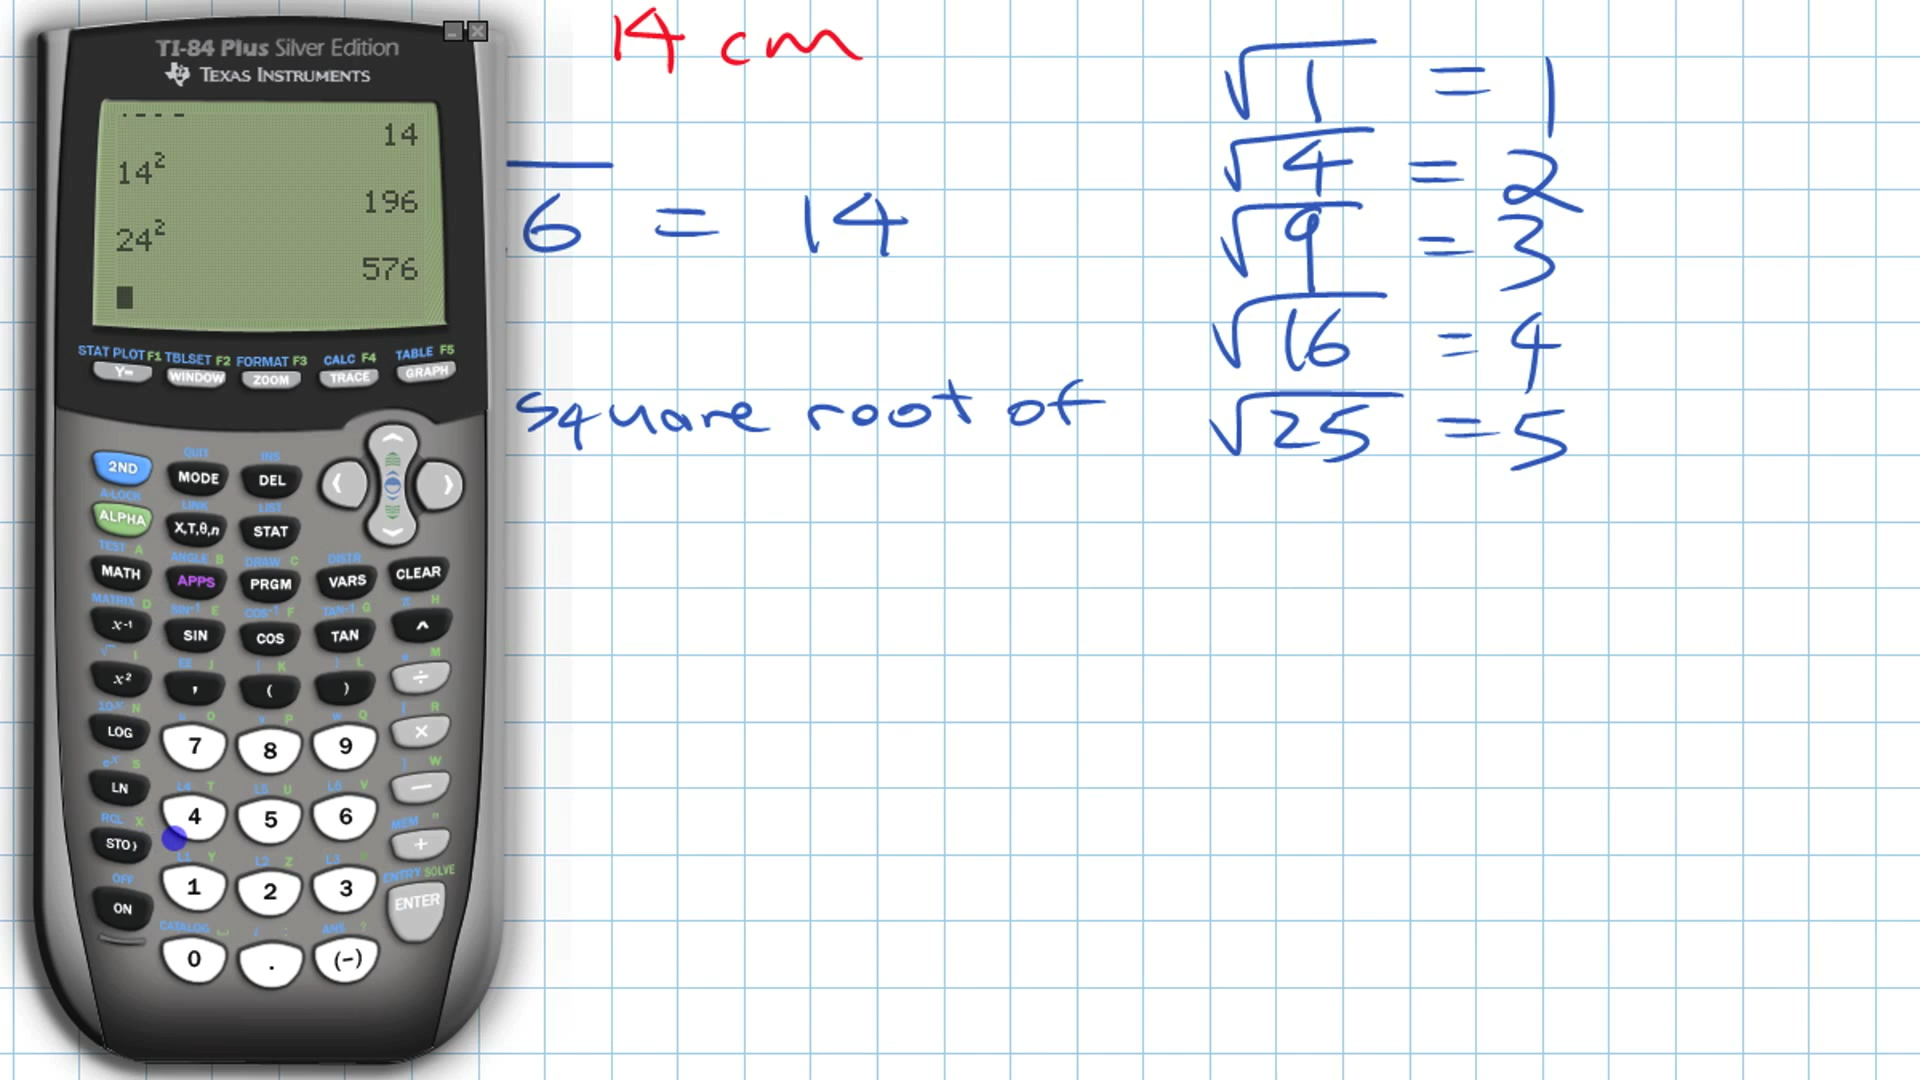 TI-84 Plus Silver Edition
TEXAS INSTRUMENTS
14
14²
196
24²
576
STAT PLOT F1 TBLSET F2 FORMAT F3 CALC F4 TABLE F5
Y= WINDOW ZOOM TRACE GRAPH
QUIT INS
2ND MODE DEL
A-LOCK LINK LIST
ALPHA X,T,θ,n STAT
TEST A ANGLE B DRAW C DISTR
MATH APPS PRGM VARS CLEAR
MATRIX D SIN⁻¹ E COS⁻¹ F TAN⁻¹ G π H
x⁻¹ SIN COS TAN ^
√ I EE J { K } L e M
x² , ( ) ÷
10ˣ N u O v P w Q [ R
LOG 7 8 9 ×
eˣ S L4 T L5 U L6 V ] W
LN 4 5 6 −
RCL X L1 Y L2 Z L3 MEM "
STO› 1 2 3 +
OFF ENTRY SOLVE
ON ENTER
CATALOG ANS ?
0 . (-)
14 cm
6 = 14
square root of
√1 = 1
√4 = 2
√9 = 3
√16 = 4
√25 = 5